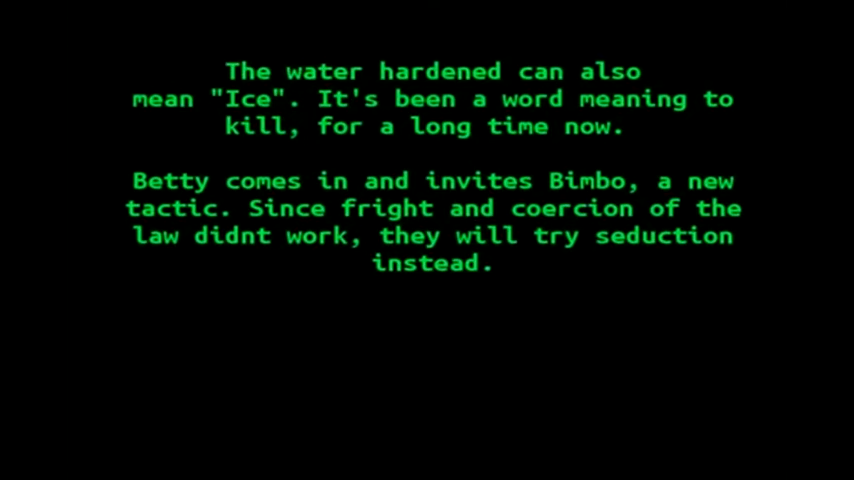 The water hardened can also
mean "Ice". It's been a word meaning to
kill, for a long time now.
Betty comes in and invites Bimbo, a new
tactic. Since fright and coercion of the
law didnt work, they will try seduction
instead.